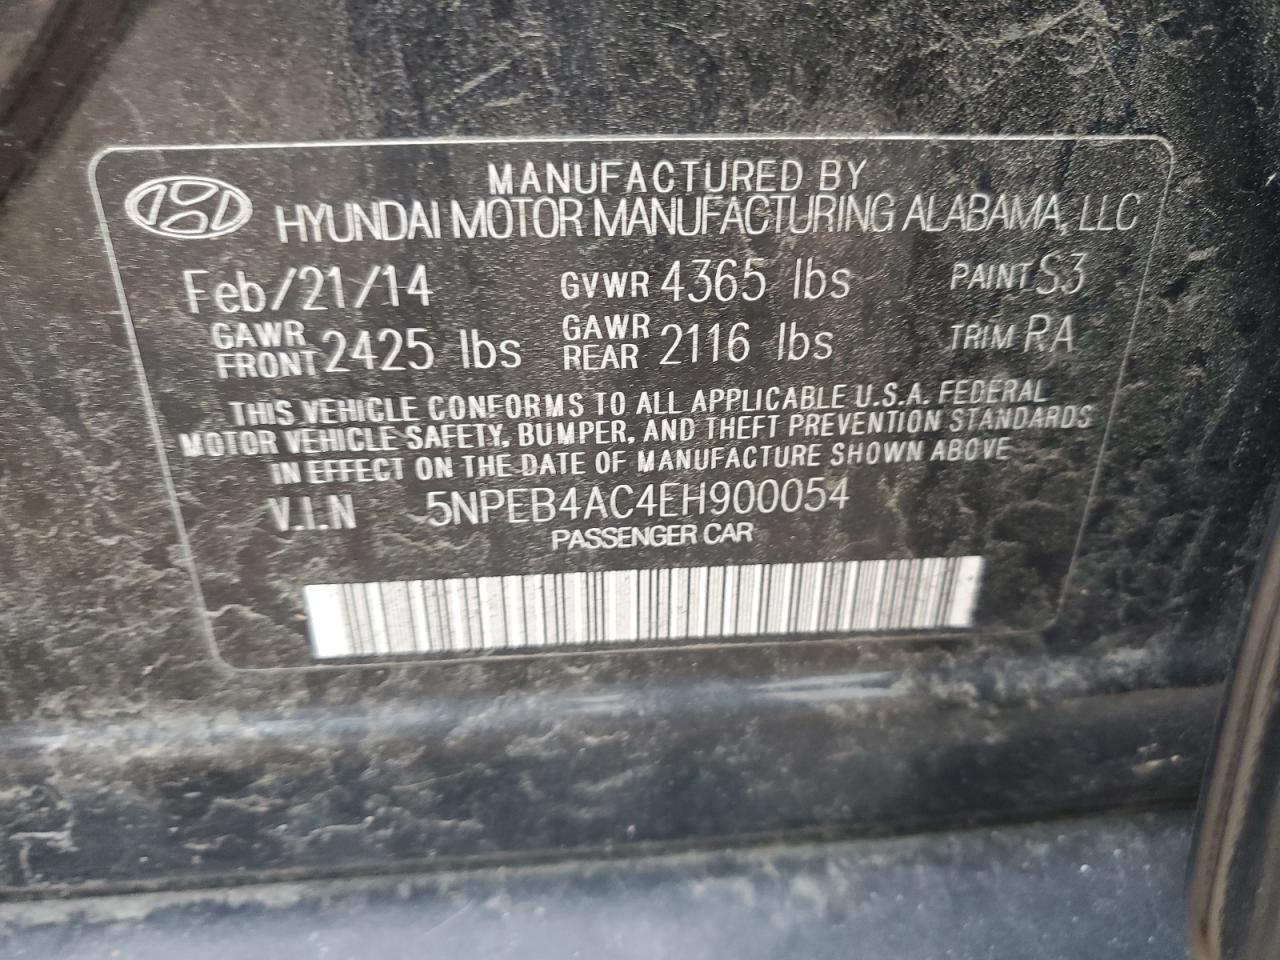 MANUFACTURED BY
HYUNDAI MOTOR MANUFACTURING ALABAMA, LLC
Feb/21/14 GVWR 4365 lbs PAINT S3
GAWR FRONT 2425 lbs GAWR REAR 2116 lbs TRIM RA
THIS VEHICLE CONFORMS TO ALL APPLICABLE U.S.A. FEDERAL
MOTOR VEHICLE SAFETY, BUMPER, AND THEFT PREVENTION STANDARDS
IN EFFECT ON THE DATE OF MANUFACTURE SHOWN ABOVE
V.I.N 5NPEB4AC4EH900054
PASSENGER CAR